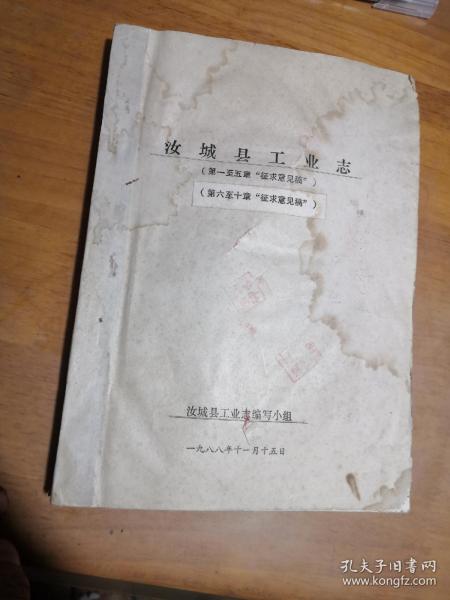 汝城县工业志
（第一至五章“征求意见稿”）
（第六至十章“征求意见稿”）
汝城县工业志编写小组
一九八八年十一月十五日
孔夫子旧书网
www.kongfz.com